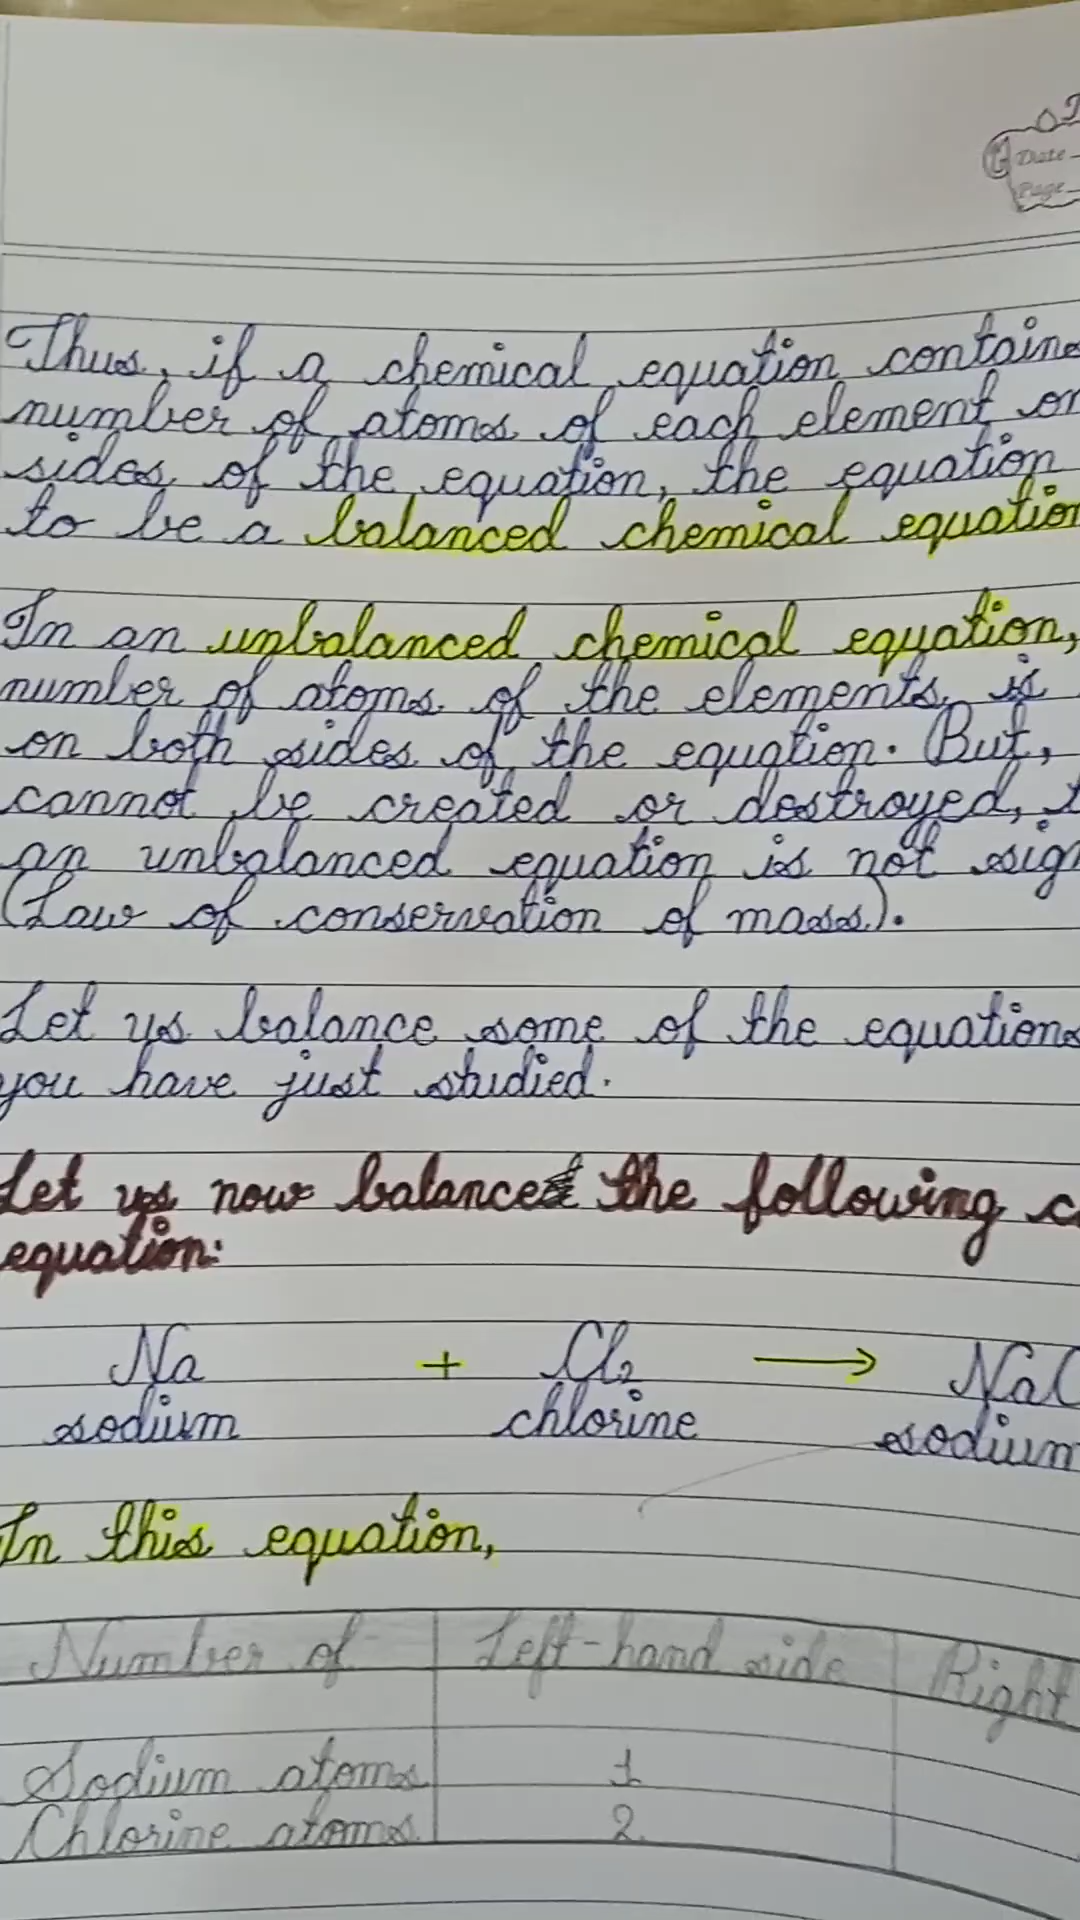 Date
Page
Thus, if a chemical equation contains
number of atoms of each element on
sides of the equation, the equation
to be a balanced chemical equation
In an unbalanced chemical equation,
number of atoms of the elements is
on both sides of the equation. But,
cannot be created or destroyed,
an unbalanced equation is not sig
(Law of conservation of mass).
Let us balance some of the equations
you have just studied.
Let us now balance the following c
equation:
Na + Cl₂ → NaC
sodium chlorine sodium
In this equation,
Number of Left-hand side Right
Sodium atoms 1
Chlorine atoms 2